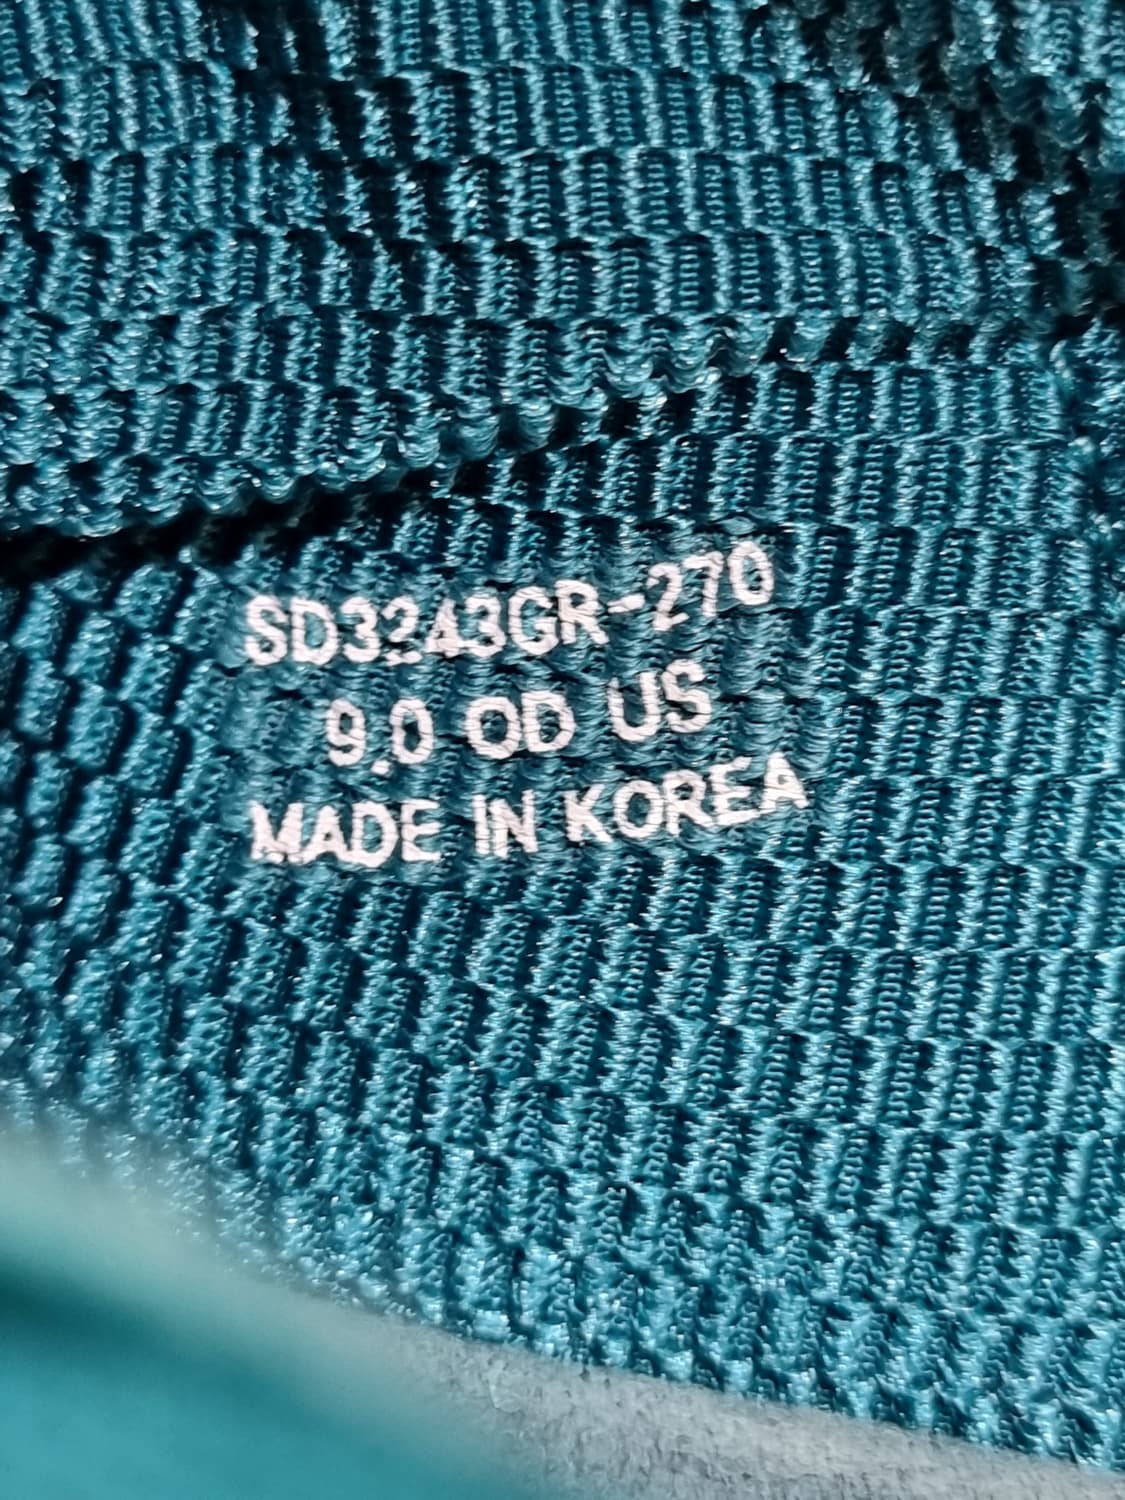 SD3243GR-270
9.0 OD US
MADE IN KOREA